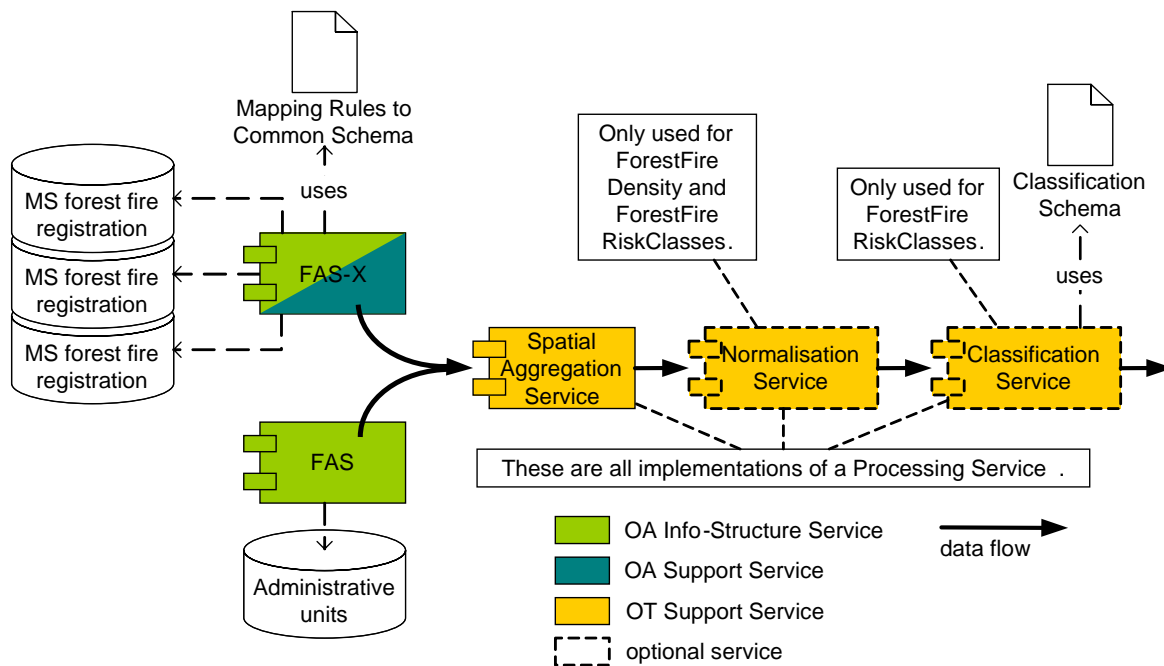 Mapping Rules to
Common Schema
uses
MS forest fire
registration
MS forest fire
registration
MS forest fire
registration
FAS-X
FAS
Administrative
units
Spatial
Aggregation
Service
Only used for
ForestFire
Density and
ForestFire
RiskClasses.
Normalisation
Service
Only used for
ForestFire
RiskClasses.
Classification
Schema
uses
Classification
Service
These are all implementations of a Processing Service .
OA Info-Structure Service
OA Support Service
OT Support Service
optional service
data flow